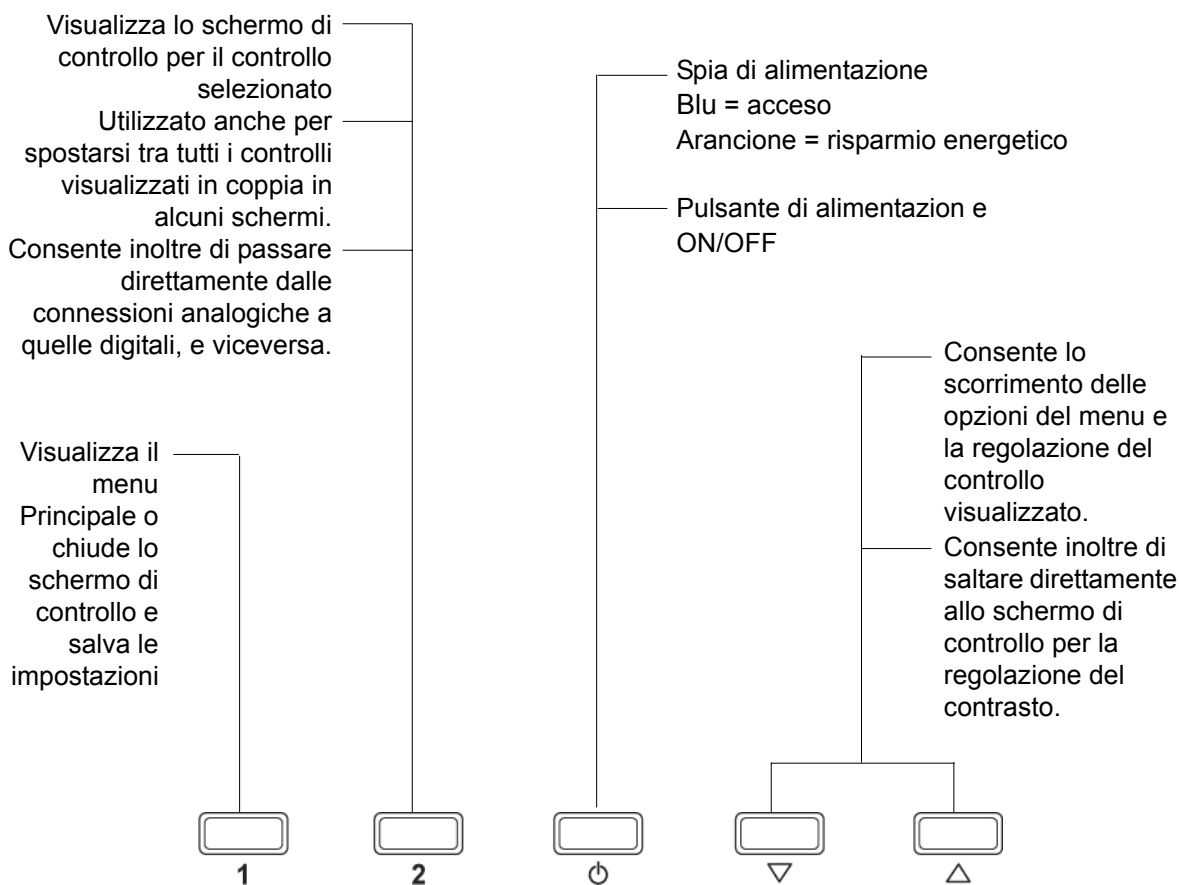 Visualizza lo schermo di
controllo per il controllo
selezionato
Utilizzato anche per
spostarsi tra tutti i controlli
visualizzati in coppia in
alcuni schermi.
Consente inoltre di passare
direttamente dalle
connessioni analogiche a
quelle digitali, e viceversa.
Spia di alimentazione
Blu = acceso
Arancione = risparmio energetico
Pulsante di alimentazion e
ON/OFF
Visualizza il
menu
Principale o
chiude lo
schermo di
controllo e
salva le
impostazioni
Consente lo
scorrimento delle
opzioni del menu e
la regolazione del
controllo
visualizzato.
Consente inoltre di
saltare direttamente
allo schermo di
controllo per la
regolazione del
contrasto.
1
2